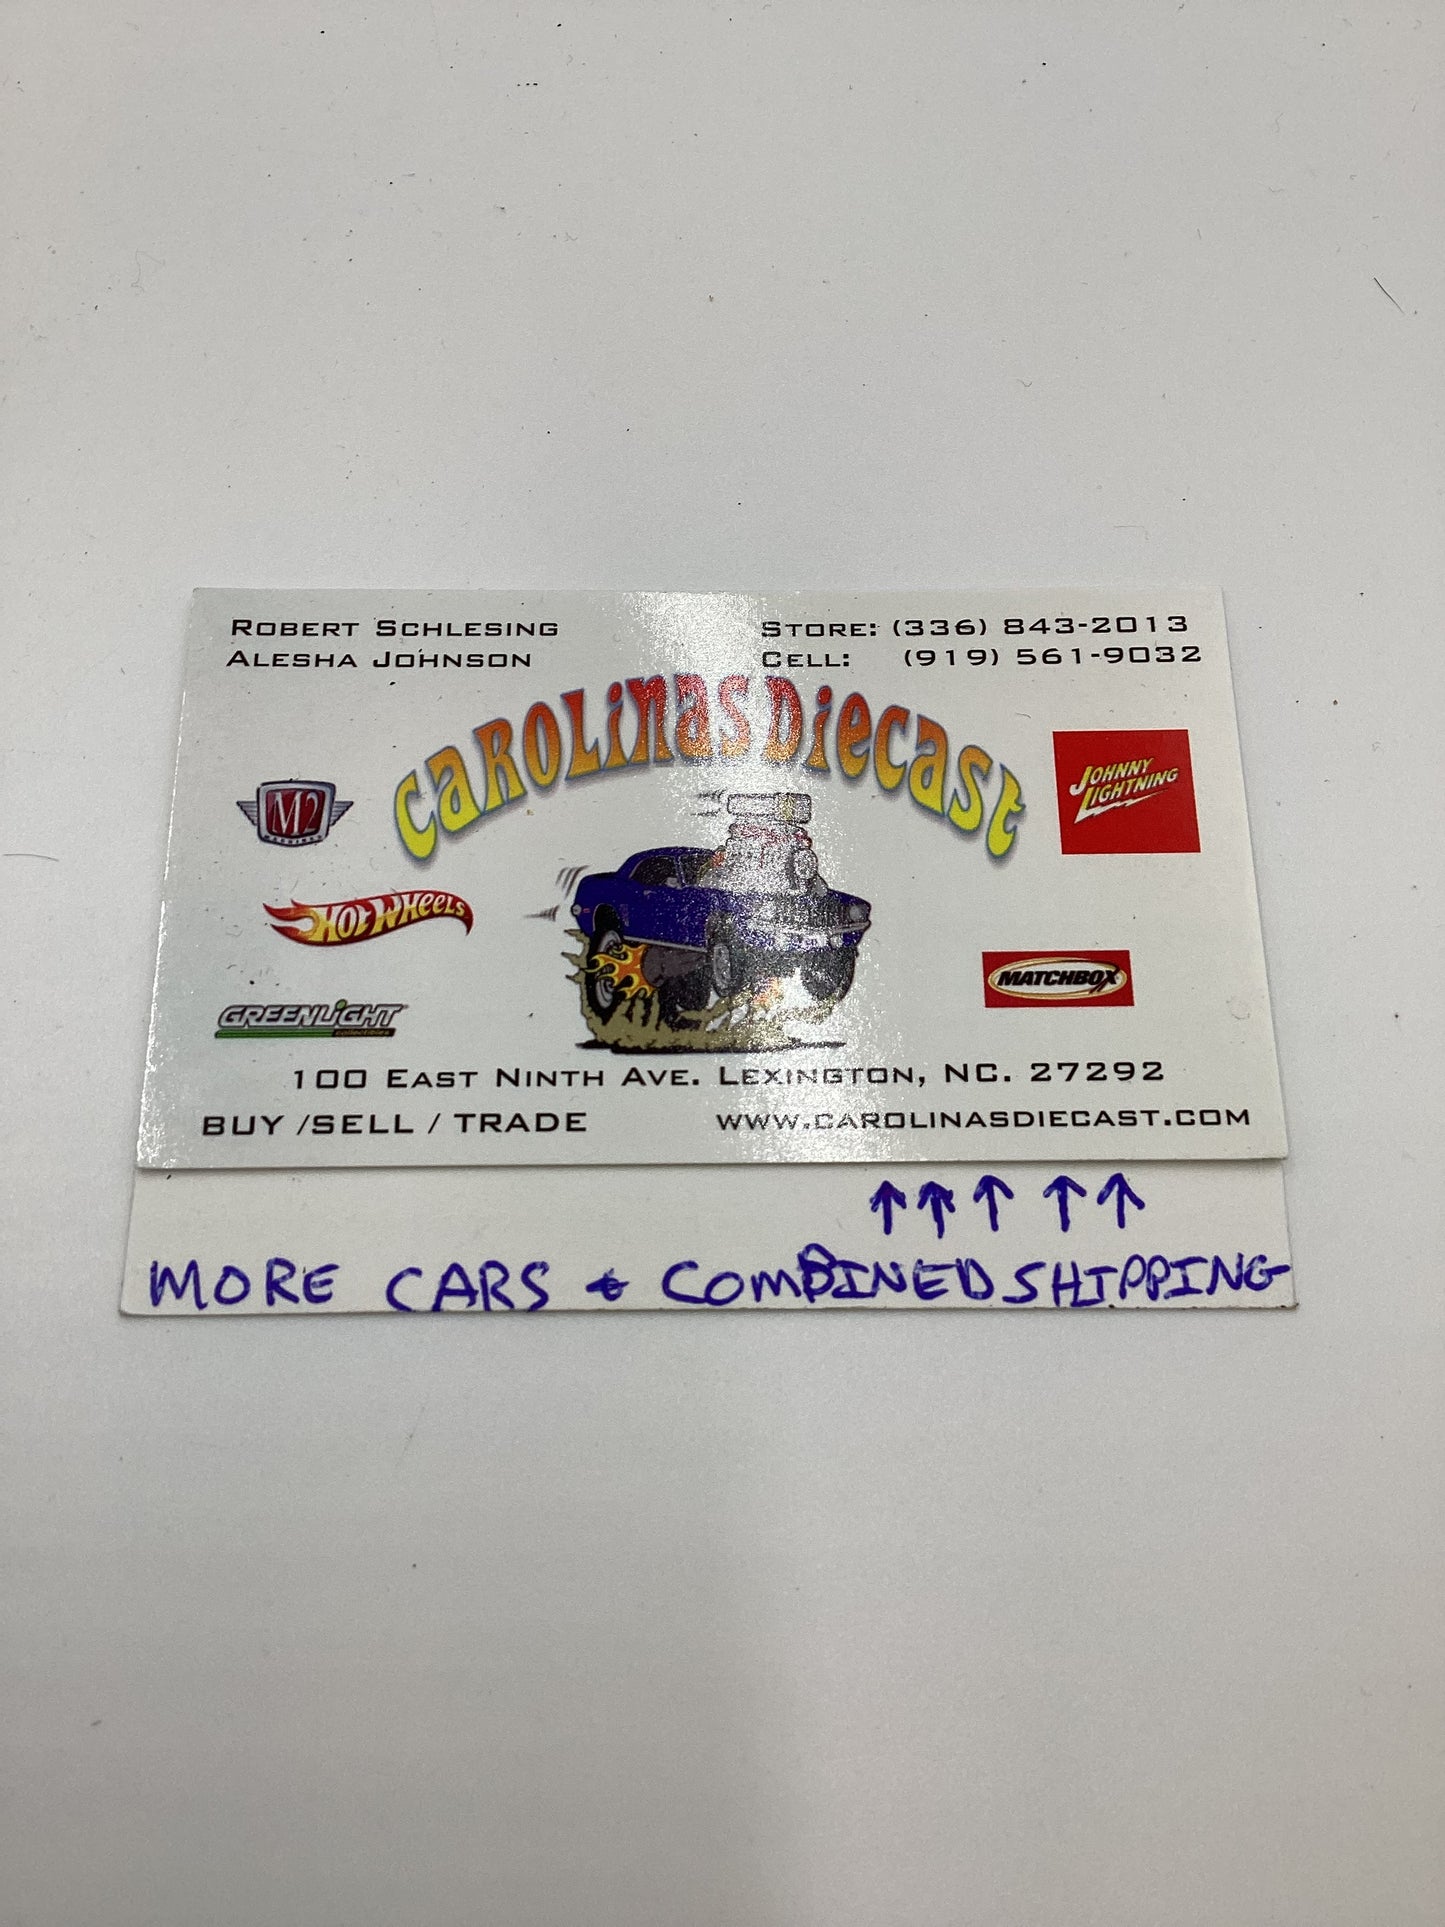 ROBERT SCHLESING
ALESHA JOHNSON
STORE: (336) 843-2013
CELL: (919) 561-9032
CAROLINAS DIECAST
M2
MACHINES
JOHNNY
LIGHTNING
HOT WHEELS
MATCHBOX
GREENLIGHT
collectibles
100 EAST NINTH AVE. LEXINGTON, NC. 27292
BUY /SELL / TRADE
WWW.CAROLINASDIECAST.COM
↑ ↑ ↑ ↑ ↑
MORE CARS & COMBINED SHIPPING